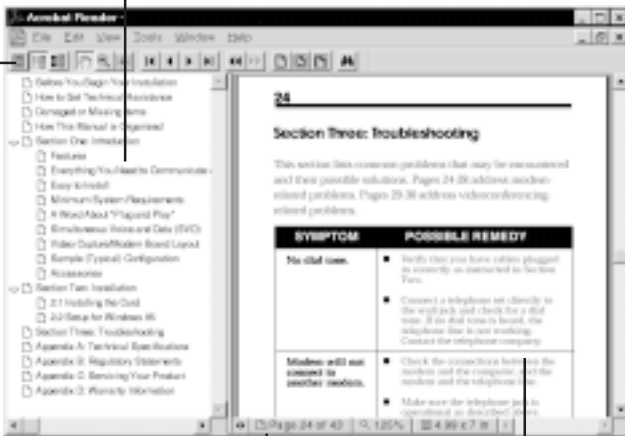 Acrobat Reader -
File Edit View Tools Window Help
Before You Begin Your Installation
How to Get Technical Assistance
Damaged or Missing Items
How This Manual is Organized
Section One: Introduction
Features
Everything You Need to Communicate
Easy to Install
Minimum System Requirements
A Word About "Plug and Play"
Simultaneous Voice and Data (SVD)
Video Capture/Modem Board Layout
Sample (Typical) Configuration
Accessories
Section Two: Installation
2.1 Installing the Card
2.2 Setup for Windows 95
Section Three: Troubleshooting
Appendix A: Technical Specifications
Appendix B: Regulatory Statements
Appendix C: Servicing Your Product
Appendix D: Warranty Information
24
Section Three: Troubleshooting
This section lists common problems that may be encountered
and their possible solutions. Pages 24-28 address modem-
related problems. Pages 29-30 address videoconferencing-
related problems.
SYMPTOM POSSIBLE REMEDY
No dial tone.
■ Verify that you have cables plugged
in correctly as instructed in Section
Two.
■ Connect a telephone set directly to
the wall jack and check for a dial
tone. If no dial tone is heard, the
telephone line is not working.
Contact the telephone company.
Modem will not
connect to
another modem.
■ Check the connections between the
modem and the computer, and the
modem and the telephone line.
■ Make sure the telephone jack is
operational as described above.
Page 24 of 43 125% 4.99 x 7 in